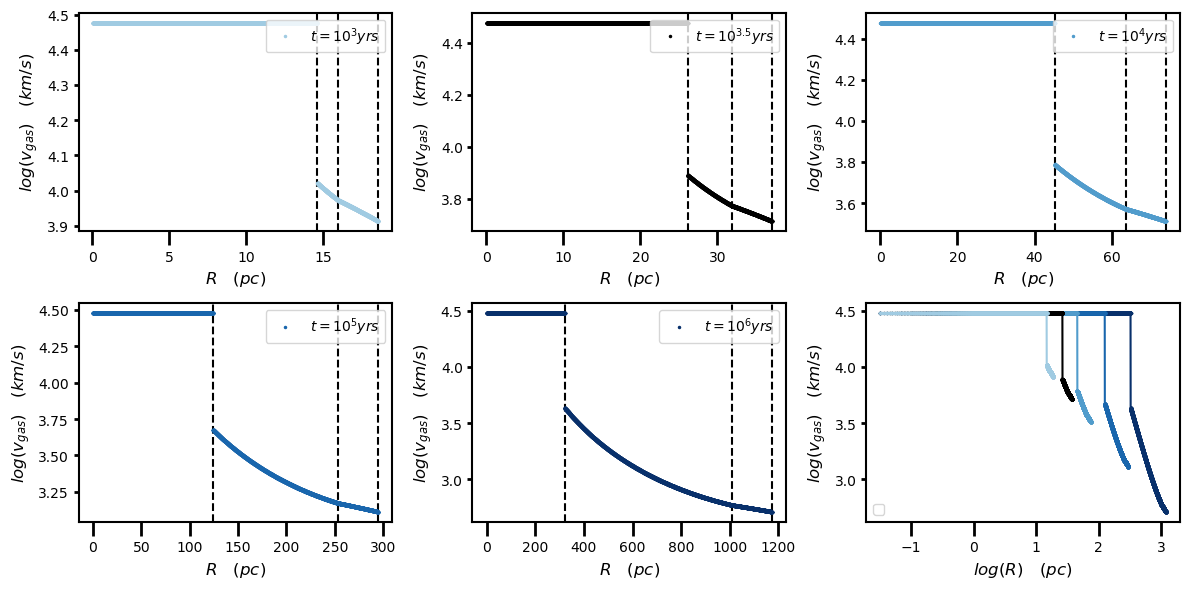 4.5
4.4
4.3
4.2
4.1
4.0
3.9
log(v_gas) (km/s)
t = 10^3 yrs
0 5 10 15
R (pc)
4.4
4.2
4.0
3.8
log(v_gas) (km/s)
t = 10^3.5 yrs
0 10 20 30
R (pc)
4.4
4.2
4.0
3.8
3.6
log(v_gas) (km/s)
t = 10^4 yrs
0 20 40 60
R (pc)
4.50
4.25
4.00
3.75
3.50
3.25
log(v_gas) (km/s)
t = 10^5 yrs
0 50 100 150 200 250 300
R (pc)
4.5
4.0
3.5
3.0
log(v_gas) (km/s)
t = 10^6 yrs
0 200 400 600 800 1000 1200
R (pc)
4.5
4.0
3.5
3.0
log(v_gas) (km/s)
−1 0 1 2 3
log(R) (pc)